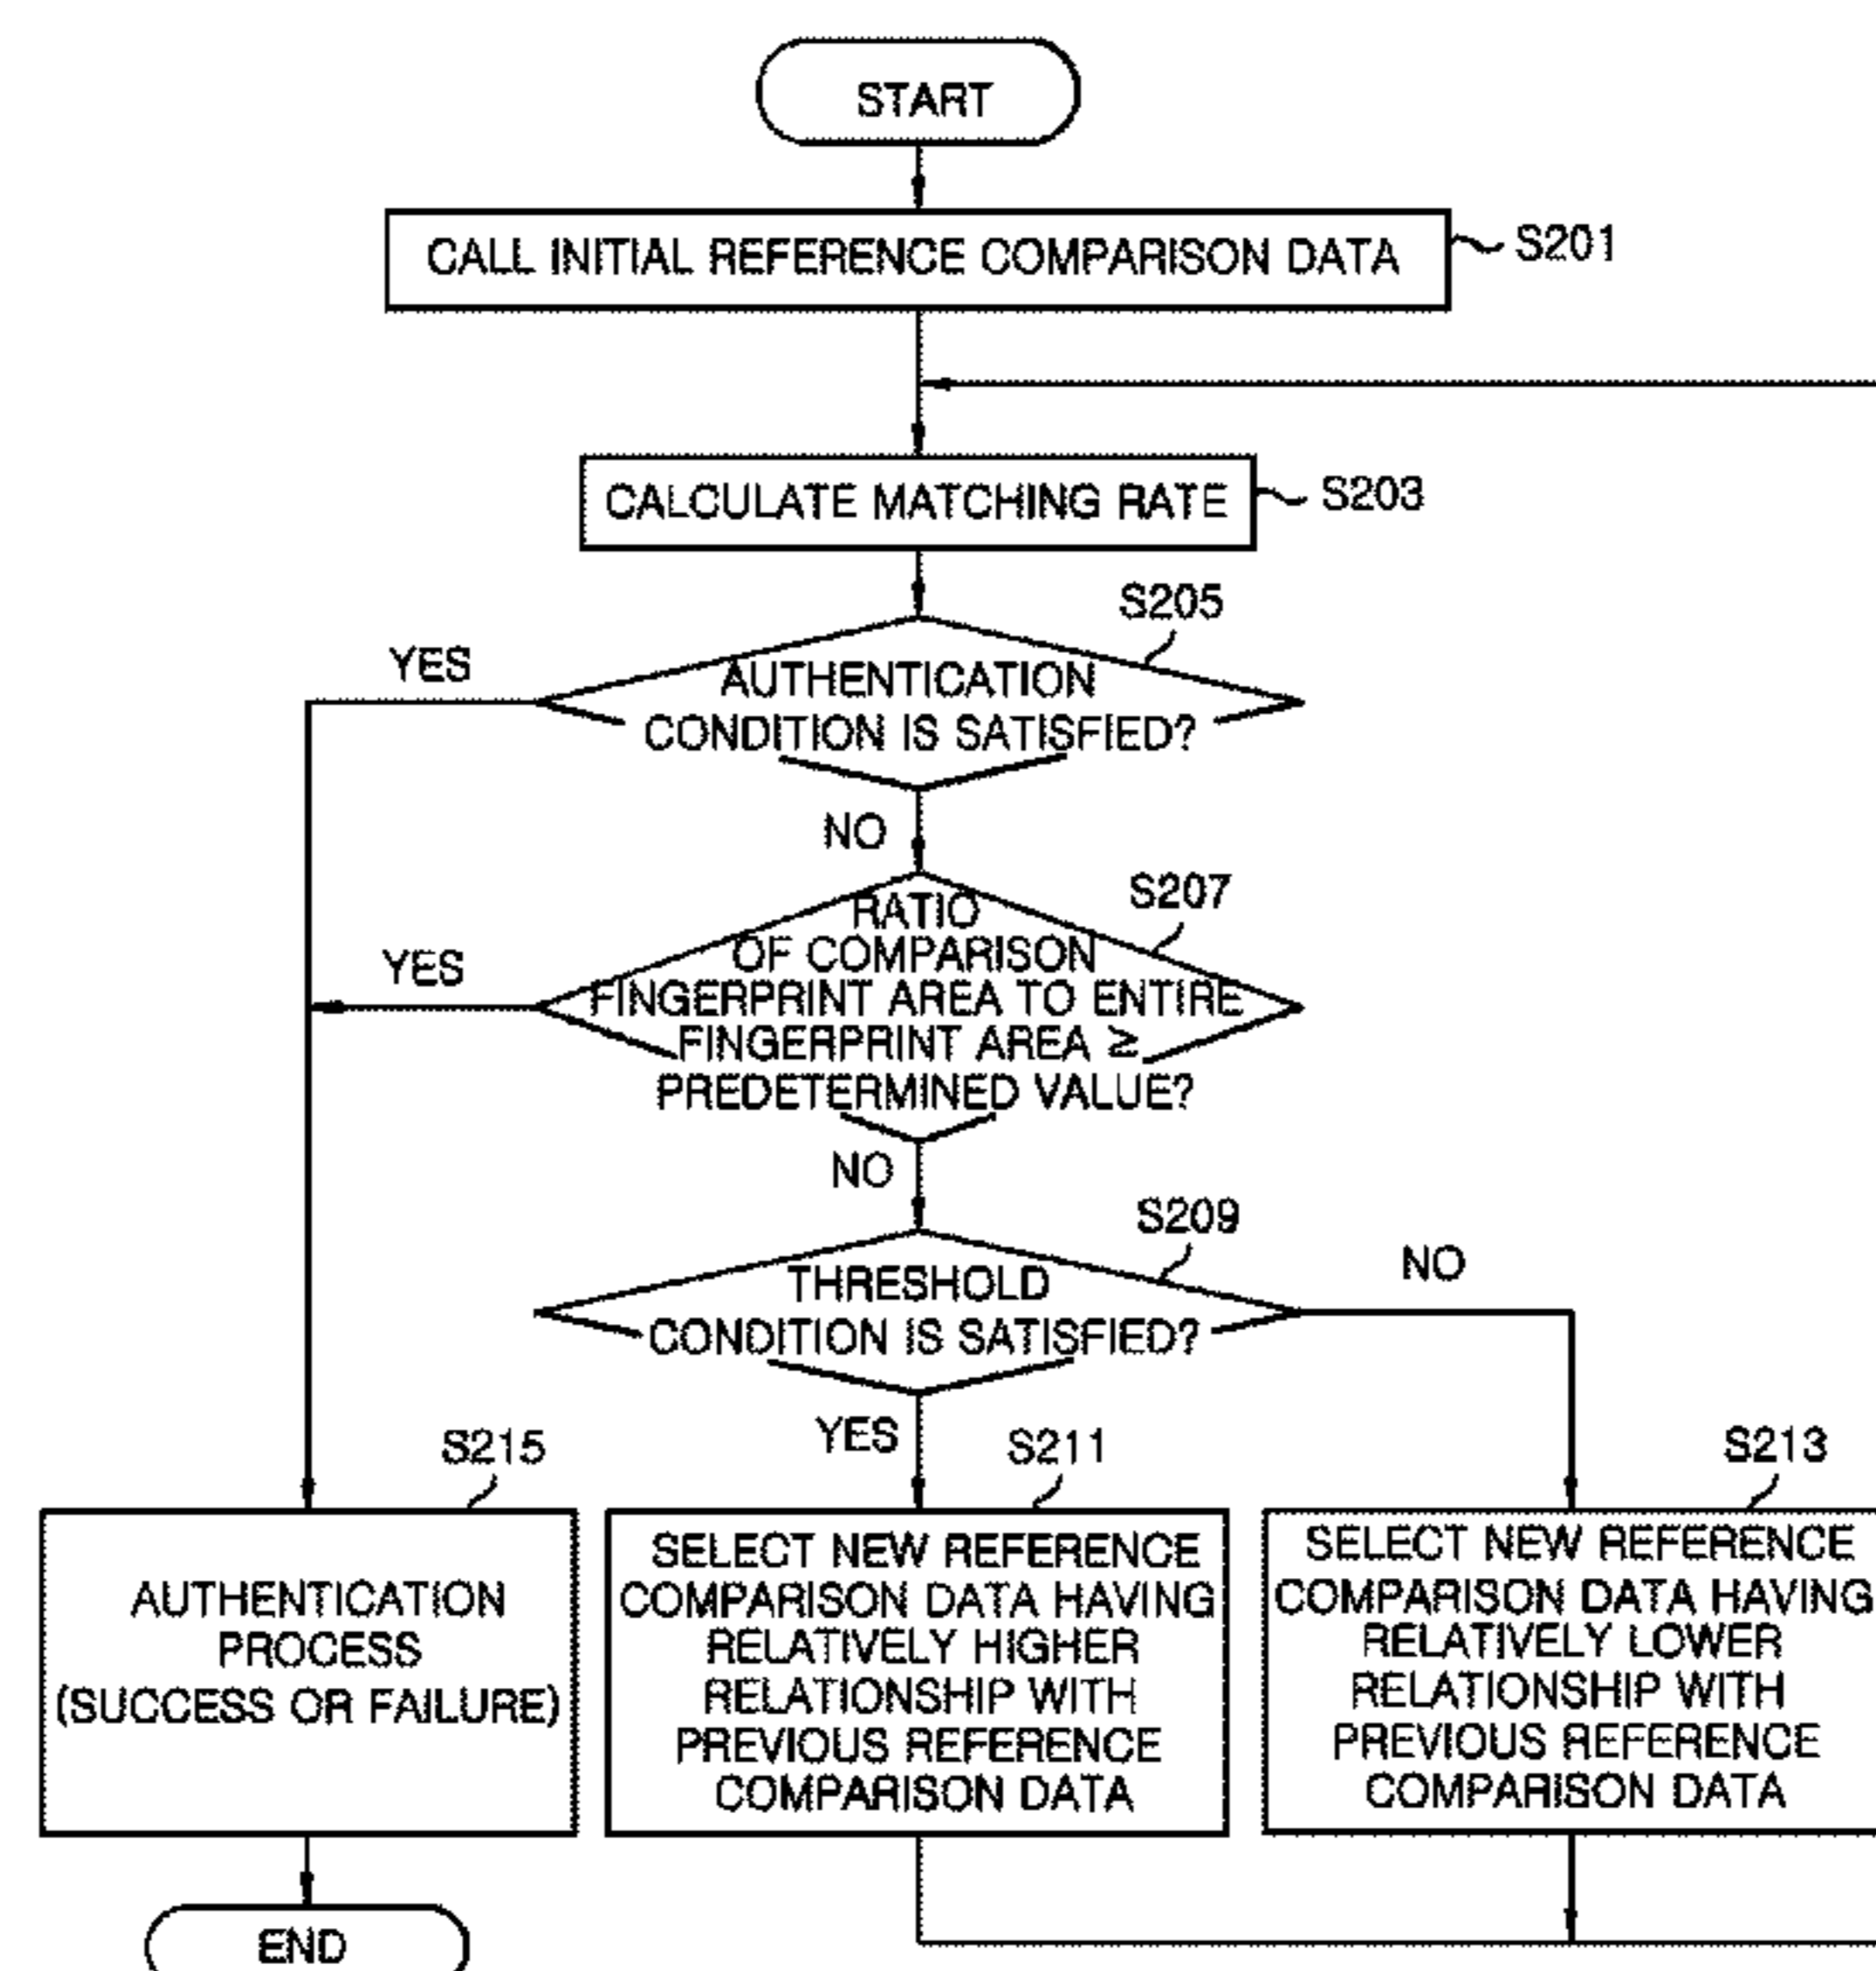 START
CALL INITIAL REFERENCE COMPARISON DATA
S201
CALCULATE MATCHING RATE
S203
S205
YES
AUTHENTICATION
CONDITION IS SATISFIED?
NO
S207
YES
RATIO
OF COMPARISON
FINGERPRINT AREA TO ENTIRE
FINGERPRINT AREA ≥
PREDETERMINED VALUE?
NO
S209
NO
THRESHOLD
CONDITION IS SATISFIED?
YES
S215
AUTHENTICATION
PROCESS
(SUCCESS OR FAILURE)
S211
SELECT NEW REFERENCE
COMPARISON DATA HAVING
RELATIVELY HIGHER
RELATIONSHIP WITH
PREVIOUS REFERENCE
COMPARISON DATA
S213
SELECT NEW REFERENCE
COMPARISON DATA HAVING
RELATIVELY LOWER
RELATIONSHIP WITH
PREVIOUS REFERENCE
COMPARISON DATA
END